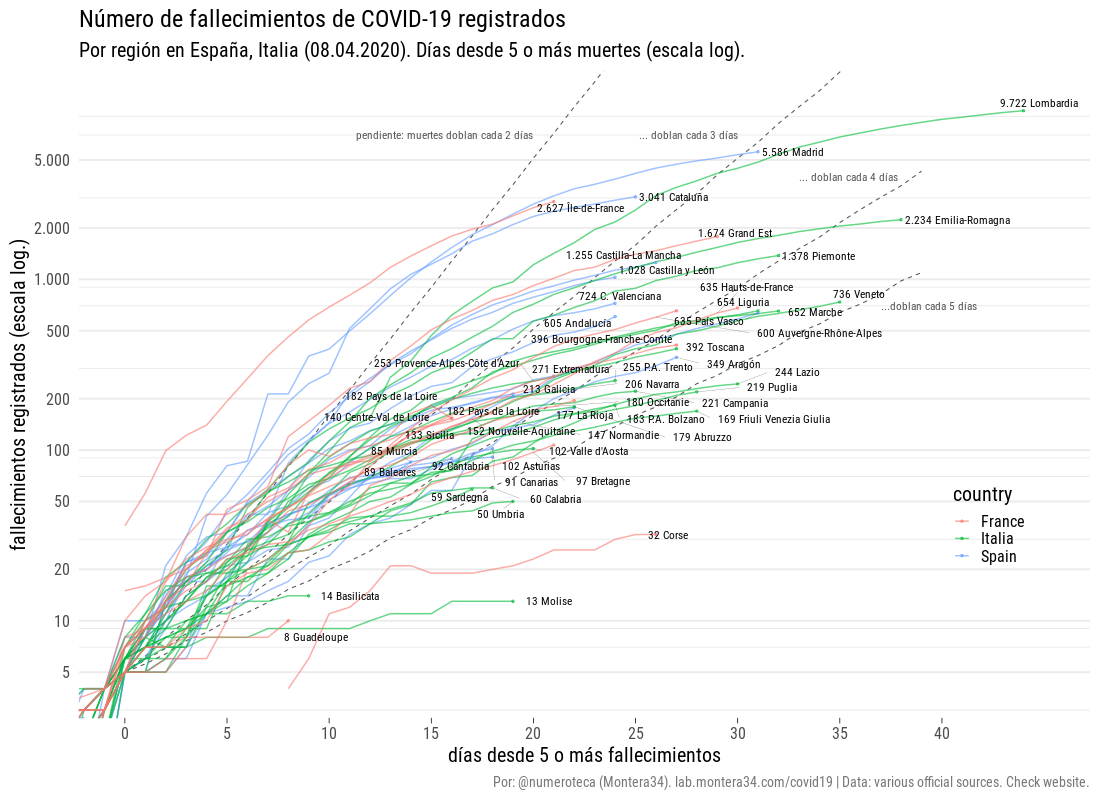 Número de fallecimientos de COVID-19 registrados
Por región en España, Italia (08.04.2020). Días desde 5 o más muertes (escala log).
9.722 Lombardia
pendiente: muertes doblan cada 2 días
... doblan cada 3 días
5.586 Madrid
... doblan cada 4 días
3.041 Cataluña
2.627 Île-de-France
2.234 Emilia-Romagna
1.674 Grand Est
1.255 Castilla-La Mancha
1.378 Piemonte
1.028 Castilla y León
635 Hauts-de-France
724 C. Valenciana
736 Veneto
654 Liguria
...doblan cada 5 días
652 Marche
605 Andalucía
635 País Vasco
600 Auvergne-Rhône-Alpes
396 Bourgogne-Franche-Comté
392 Toscana
253 Provence-Alpes-Côte d'Azur
271 Extremadura
255 P.A. Trento
349 Aragón
244 Lazio
206 Navarra
219 Puglia
213 Galicia
182 Pays de la Loire
180 Occitanie
221 Campania
182 Pays de la Loire
140 Centre-Val de Loire
177 La Rioja
183 P.A. Bolzano
169 Friuli Venezia Giulia
133 Sicilia
152 Nouvelle-Aquitaine
147 Normandie
179 Abruzzo
85 Murcia
102 Valle d'Aosta
89 Baleares
92 Cantabria
102 Asturias
91 Canarias
97 Bretagne
59 Sardegna
60 Calabria
50 Umbria
32 Corse
14 Basilicata
13 Molise
8 Guadeloupe
country
France
Italia
Spain
fallecimientos registrados (escala log.)
5.000
2.000
1.000
500
200
100
50
20
10
5
0
5
10
15
20
25
30
35
40
días desde 5 o más fallecimientos
Por: @numeroteca (Montera34). lab.montera34.com/covid19 | Data: various official sources. Check website.